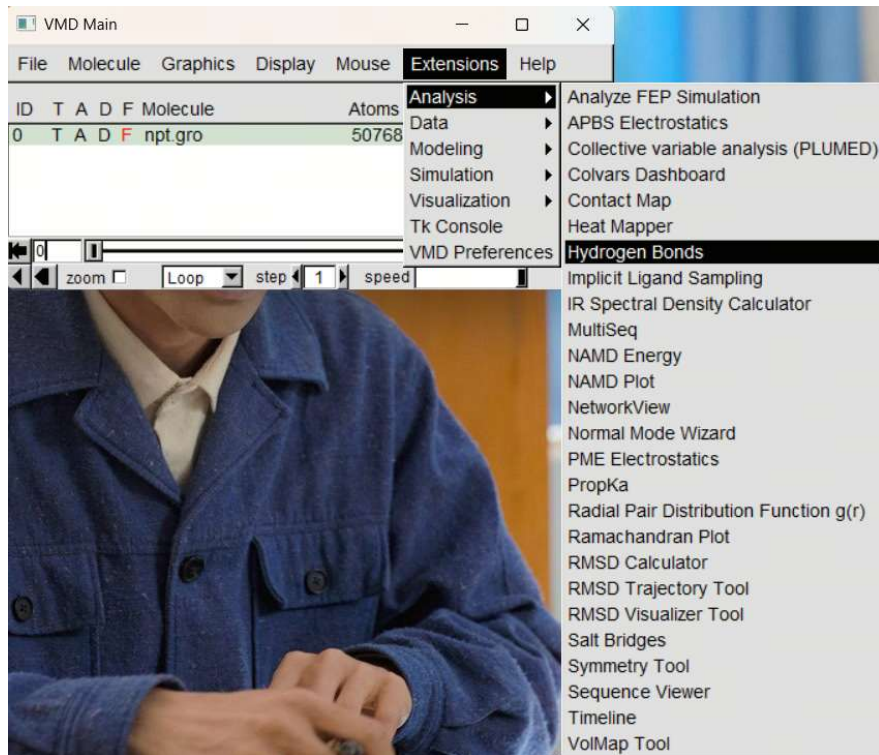 VMD Main
File Molecule Graphics Display Mouse Extensions Help
ID T A D F Molecule Atoms
0 T A D F npt.gro 50768
0
zoom Loop step 1 speed
Analysis
Data
Modeling
Simulation
Visualization
Tk Console
VMD Preferences
Analyze FEP Simulation
APBS Electrostatics
Collective variable analysis (PLUMED)
Colvars Dashboard
Contact Map
Heat Mapper
Hydrogen Bonds
Implicit Ligand Sampling
IR Spectral Density Calculator
MultiSeq
NAMD Energy
NAMD Plot
NetworkView
Normal Mode Wizard
PME Electrostatics
PropKa
Radial Pair Distribution Function g(r)
Ramachandran Plot
RMSD Calculator
RMSD Trajectory Tool
RMSD Visualizer Tool
Salt Bridges
Symmetry Tool
Sequence Viewer
Timeline
VolMap Tool